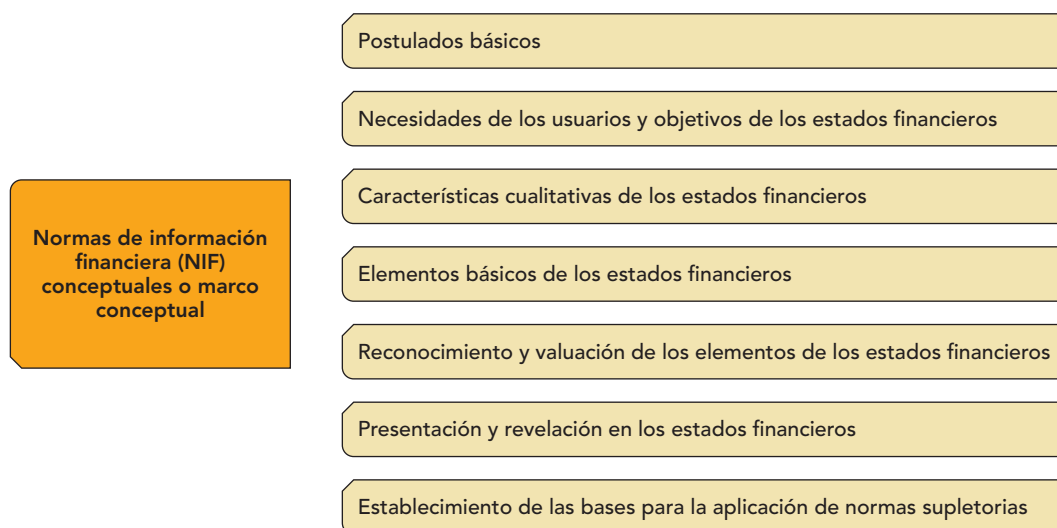 Postulados básicos
Necesidades de los usuarios y objetivos de los estados financieros
Características cualitativas de los estados financieros
Normas de información
financiera (NIF)
conceptuales o marco
conceptual
Elementos básicos de los estados financieros
Reconocimiento y valuación de los elementos de los estados financieros
Presentación y revelación en los estados financieros
Establecimiento de las bases para la aplicación de normas supletorias